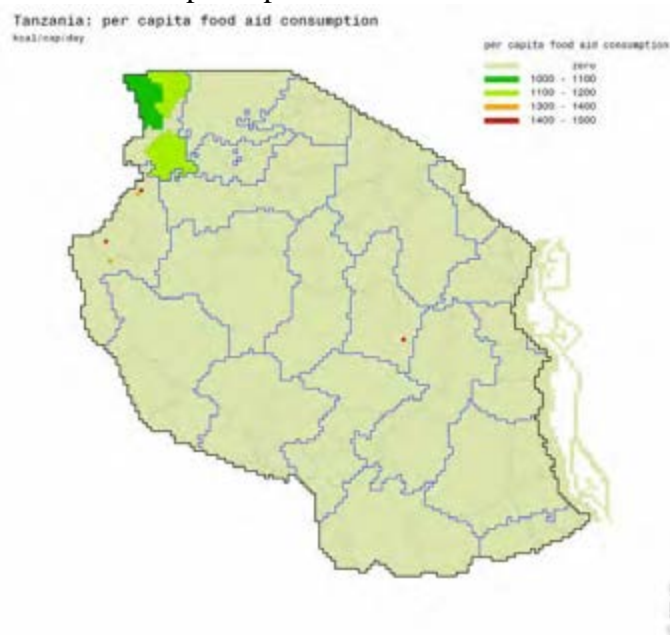 Tanzania: per capita food aid consumption
kcal/cap/day
per capita food aid consumption
zero
1000 - 1100
1100 - 1200
1300 - 1400
1400 - 1500